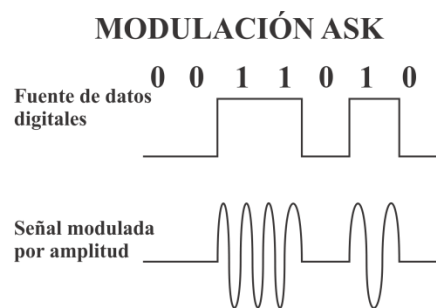 MODULACIÓN ASK
0 0 1 1 0 1 0
Fuente de datos
digitales
Señal modulada
por amplitud